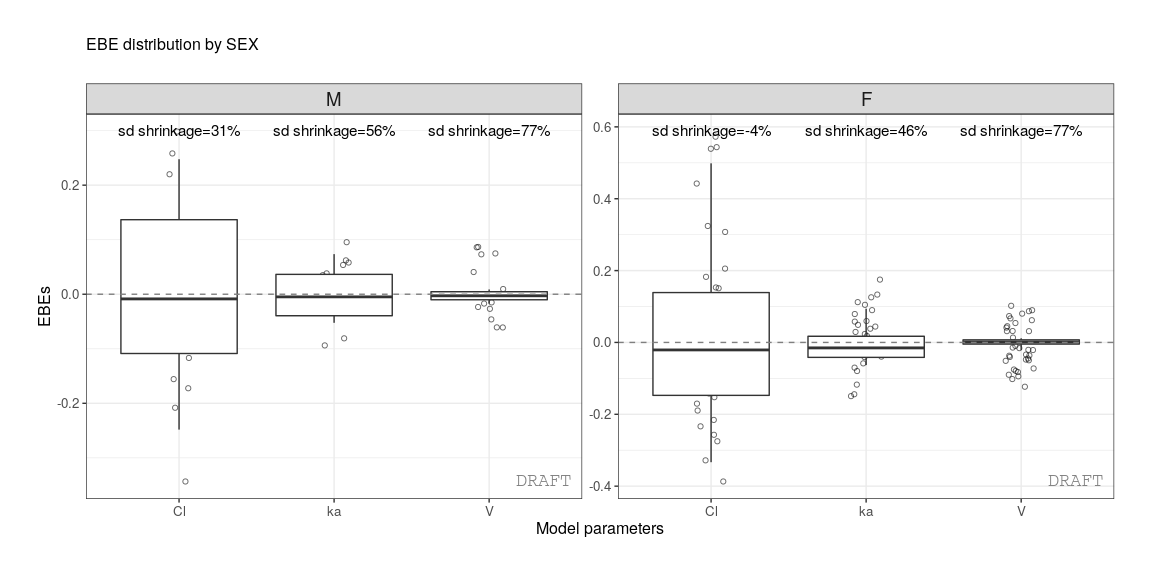 EBE distribution by SEX
M
F
sd shrinkage=31% sd shrinkage=56% sd shrinkage=77%
sd shrinkage=-4% sd shrinkage=46% sd shrinkage=77%
EBEs
0.2
0.0
-0.2
0.6
0.4
0.2
0.0
-0.2
-0.4
DRAFT
DRAFT
Cl ka V
Cl ka V
Model parameters